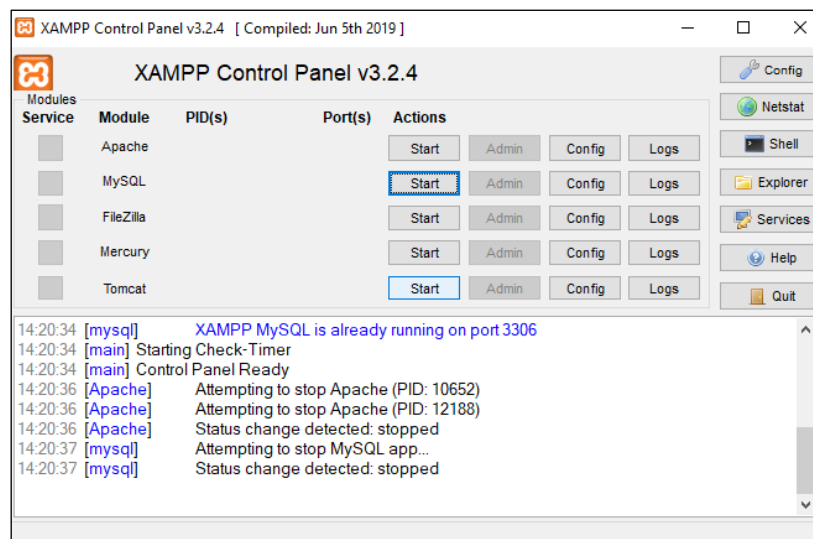 XAMPP Control Panel v3.2.4 [ Compiled: Jun 5th 2019 ]
XAMPP Control Panel v3.2.4
Config
Modules
Service Module PID(s) Port(s) Actions
Netstat
Apache Start Admin Config Logs
Shell
MySQL Start Admin Config Logs
Explorer
FileZilla Start Admin Config Logs
Services
Mercury Start Admin Config Logs
Help
Tomcat Start Admin Config Logs
Quit
14:20:34 [mysql] XAMPP MySQL is already running on port 3306
14:20:34 [main] Starting Check-Timer
14:20:34 [main] Control Panel Ready
14:20:36 [Apache] Attempting to stop Apache (PID: 10652)
14:20:36 [Apache] Attempting to stop Apache (PID: 12188)
14:20:36 [Apache] Status change detected: stopped
14:20:37 [mysql] Attempting to stop MySQL app...
14:20:37 [mysql] Status change detected: stopped